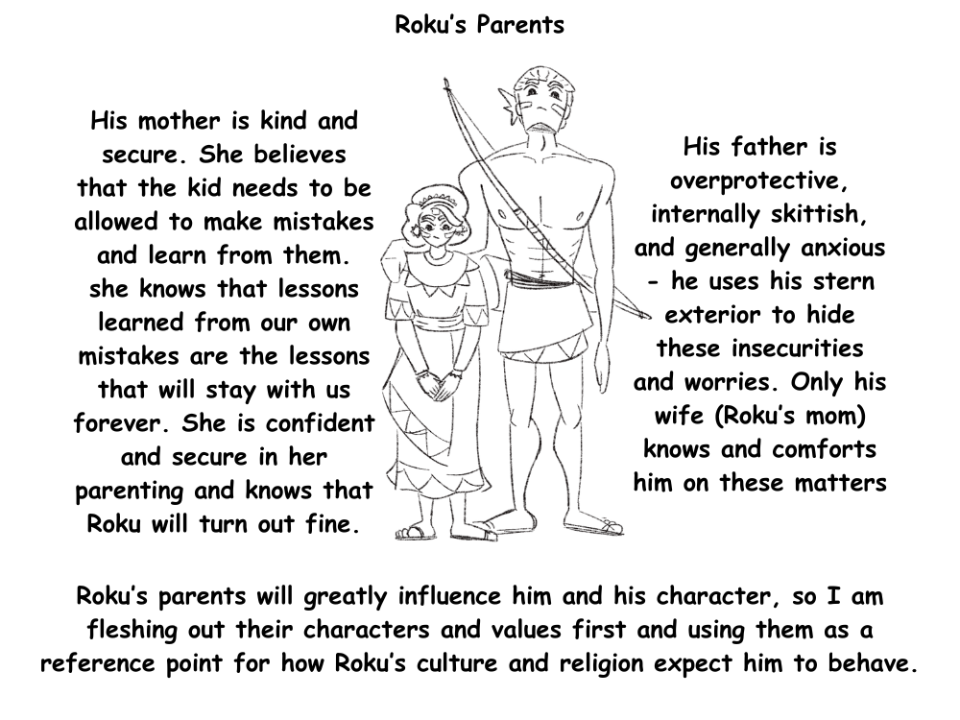 Roku's Parents
His mother is kind and
secure. She believes
that the kid needs to be
allowed to make mistakes
and learn from them.
she knows that lessons
learned from our own
mistakes are the lessons
that will stay with us
forever. She is confident
and secure in her
parenting and knows that
Roku will turn out fine.
His father is
overprotective,
internally skittish,
and generally anxious
- he uses his stern
exterior to hide
these insecurities
and worries. Only his
wife (Roku's mom)
knows and comforts
him on these matters
Roku's parents will greatly influence him and his character, so I am
fleshing out their characters and values first and using them as a
reference point for how Roku's culture and religion expect him to behave.